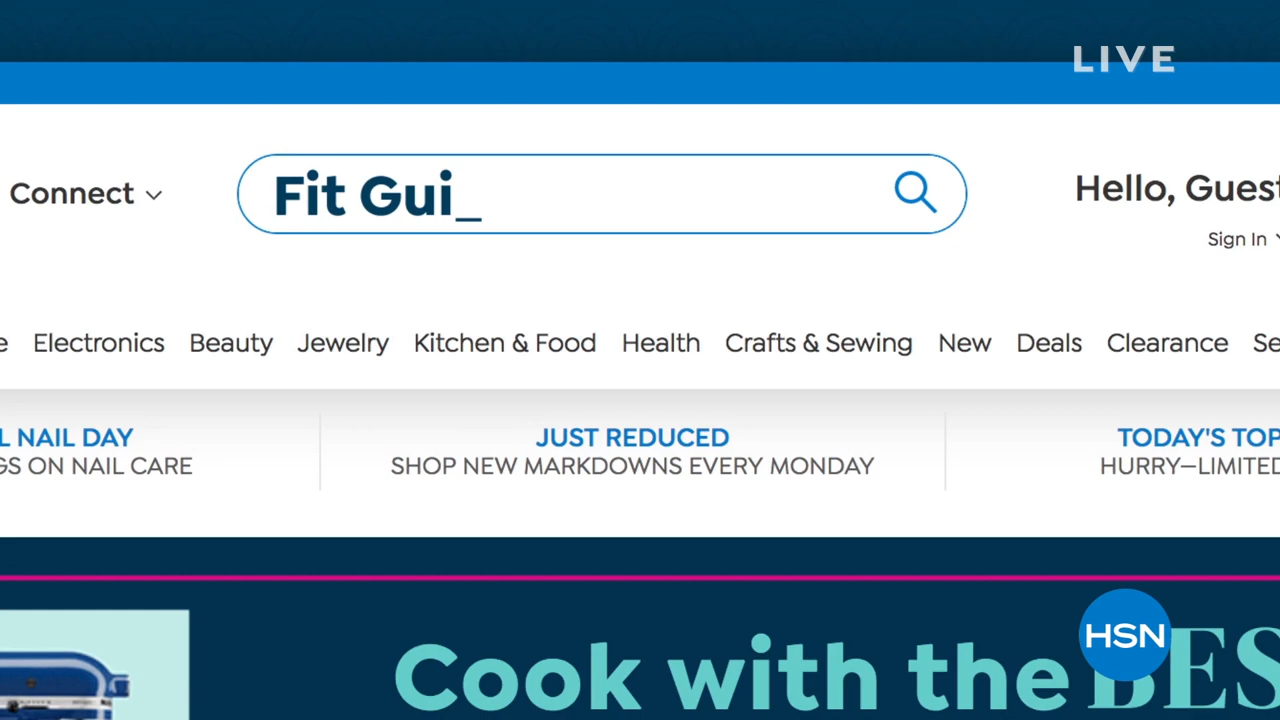 LIVE
Connect
Fit Gui_
Hello, Guest
Sign In
Electronics Beauty Jewelry Kitchen & Food Health Crafts & Sewing New Deals Clearance
NAIL DAY JUST REDUCED TODAY'S TOP
ON NAIL CARE SHOP NEW MARKDOWNS EVERY MONDAY HURRY—LIMITED
HSN
Cook with the BES